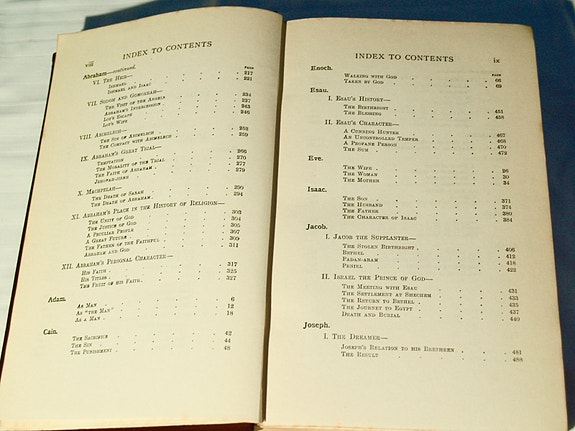 viii
INDEX TO CONTENTS
Abraham—continued.
PAGE
VI. The Heir—
Ishmael . . . . . 217
Ishmael and Isaac . . . . 221
VII. Sodom and Gomorrah—
The Visit of the Angels . . . . 224
Abraham's Intercession . . . . 227
Lot's Escape . . . . 243
Lot's Wife . . . . 246
VIII. Abimelech—
The Sin of Abimelech . . . . 252
The Compact with Abimelech . . . . 259
IX. Abraham's Great Trial—
Temptation . . . . 266
The Morality of the Trial . . . . 270
The Faith of Abraham . . . . 277
Jehovah-jireh . . . . 282
X. Machpelah—
The Death of Sarah . . . . 290
The Death of Abraham . . . . 294
XI. Abraham's Place in the History of Religion—
The Unity of God . . . . 303
The Justice of God . . . . 304
A Peculiar People . . . . 305
A Great Future . . . . 307
The Father of the Faithful . . . . 309
Abraham and God . . . . 311
XII. Abraham's Personal Character—
His Faith . . . . 317
His Titles . . . . 325
The Fruit of his Faith . . . . 327
Adam.
As Man . . . . 6
As "the Man" . . . . 12
As a Man . . . . 18
Cain.
The Sacrifice . . . . 42
The Sin . . . . 44
The Punishment . . . . 48
INDEX TO CONTENTS
ix
Enoch.
PAGE
Walking with God . . . . 66
Taken by God . . . . 69
Esau.
I. Esau's History—
The Birthright . . . . 451
The Blessing . . . . 458
II. Esau's Character—
A Cunning Hunter . . . . 467
An Uncontrolled Temper . . . . 468
A Profane Person . . . . 470
The Sum . . . . 472
Eve.
The Wife . . . . 26
The Woman . . . . 30
The Mother . . . . 34
Isaac.
The Son . . . . 371
The Husband . . . . 374
The Father . . . . 380
The Character of Isaac . . . . 384
Jacob.
I. Jacob the Supplanter—
The Stolen Birthright . . . . 406
Bethel . . . . 412
Padan-aram . . . . 418
Peniel . . . . 422
II. Israel the Prince of God—
The Meeting with Esau . . . . 431
The Settlement at Shechem . . . . 433
The Return to Bethel . . . . 435
The Journey to Egypt . . . . 437
Death and Burial . . . . 440
Joseph.
I. The Dreamer—
Joseph's Relation to his Brethren . . . . 481
The Result . . . . 488